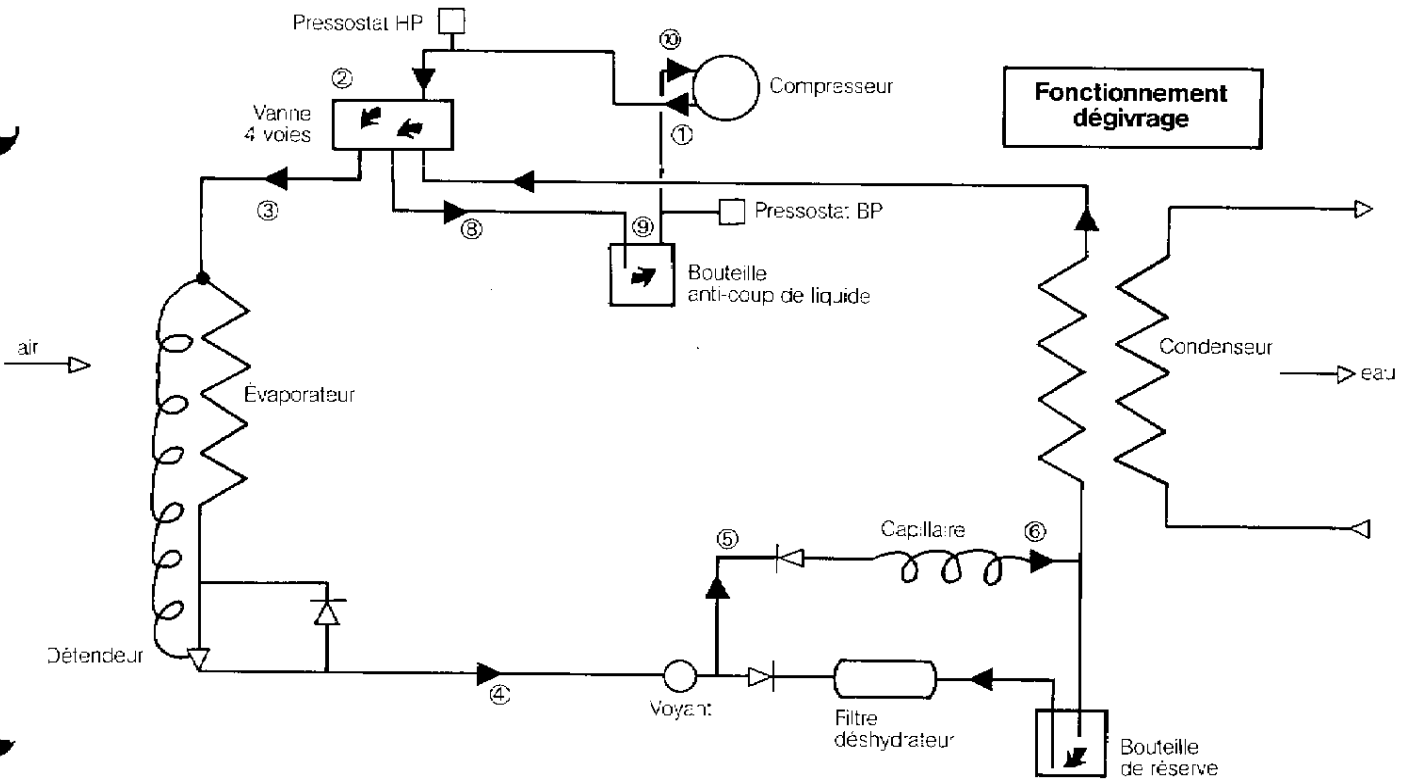 Pressostat HP
⑩
②
Compresseur
Fonctionnement
dégivrage
Vanne
4 voies
①
③
⑧
⑨
Pressostat BP
Bouteille
anti-coup de liquide
air
Évaporateur
Condenseur
eau
⑤
Capillaire
⑥
Détendeur
④
Voyant
Filtre
déshydrateur
Bouteille
de réserve